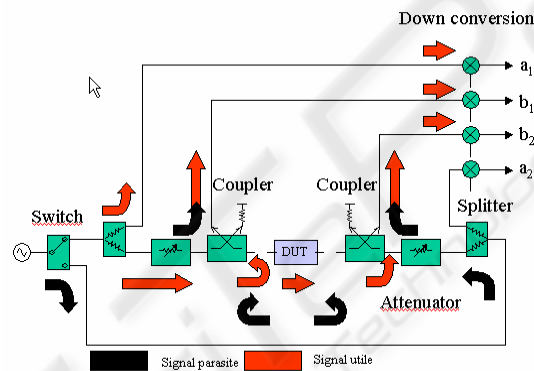 Down conversion
a1
b1
b2
a2
Coupler
Coupler
Splitter
Switch
DUT
Attenuator
Signal parasite
Signal utile